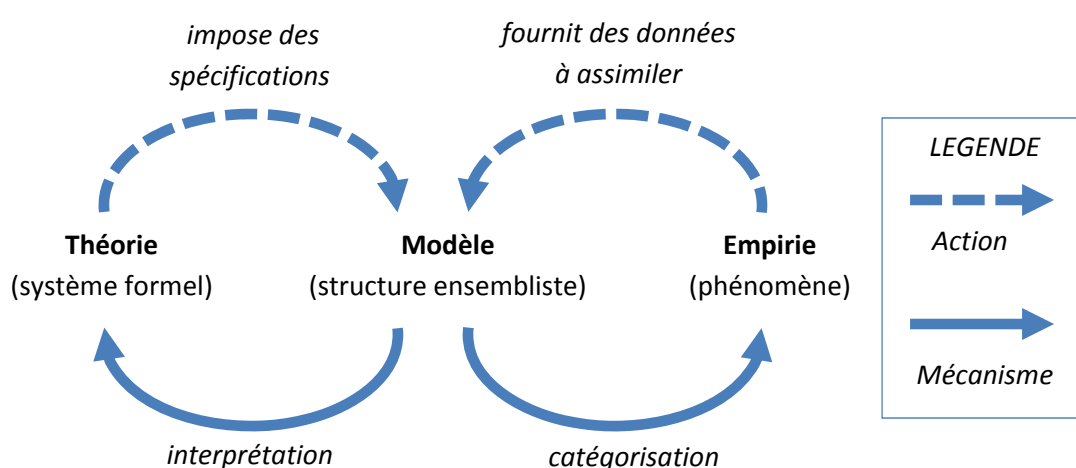 impose des
spécifications
fournit des données
à assimiler
LEGENDE
Action
Mécanisme
Théorie
(système formel)
Modèle
(structure ensembliste)
Empirie
(phénomène)
interprétation
catégorisation